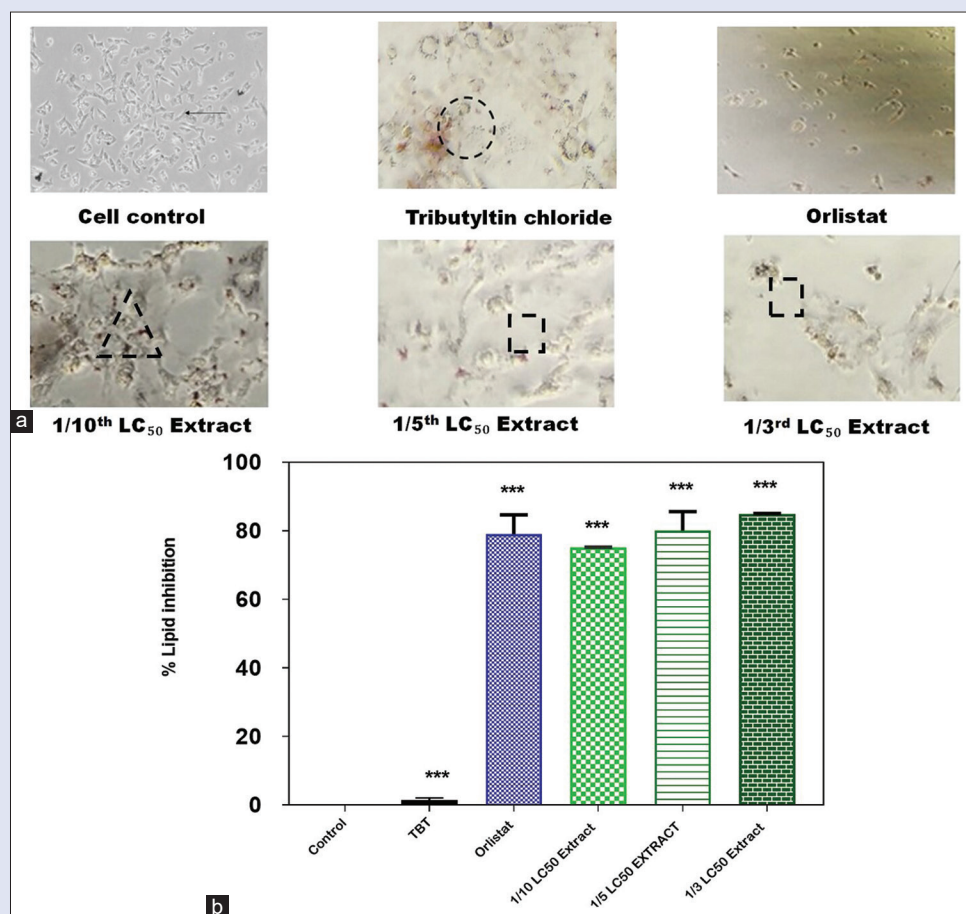 Cell control
Tributyltin chloride
Orlistat
a
1/10th LC50 Extract
1/5th LC50 Extract
1/3rd LC50 Extract
% Lipid inhibition
100
80
60
40
20
0
***
***
***
***
***
Control
TBT
Orlistat
1/10 LC50 Extract
1/5 LC50 EXTRACT
1/3 LC50 Extract
b